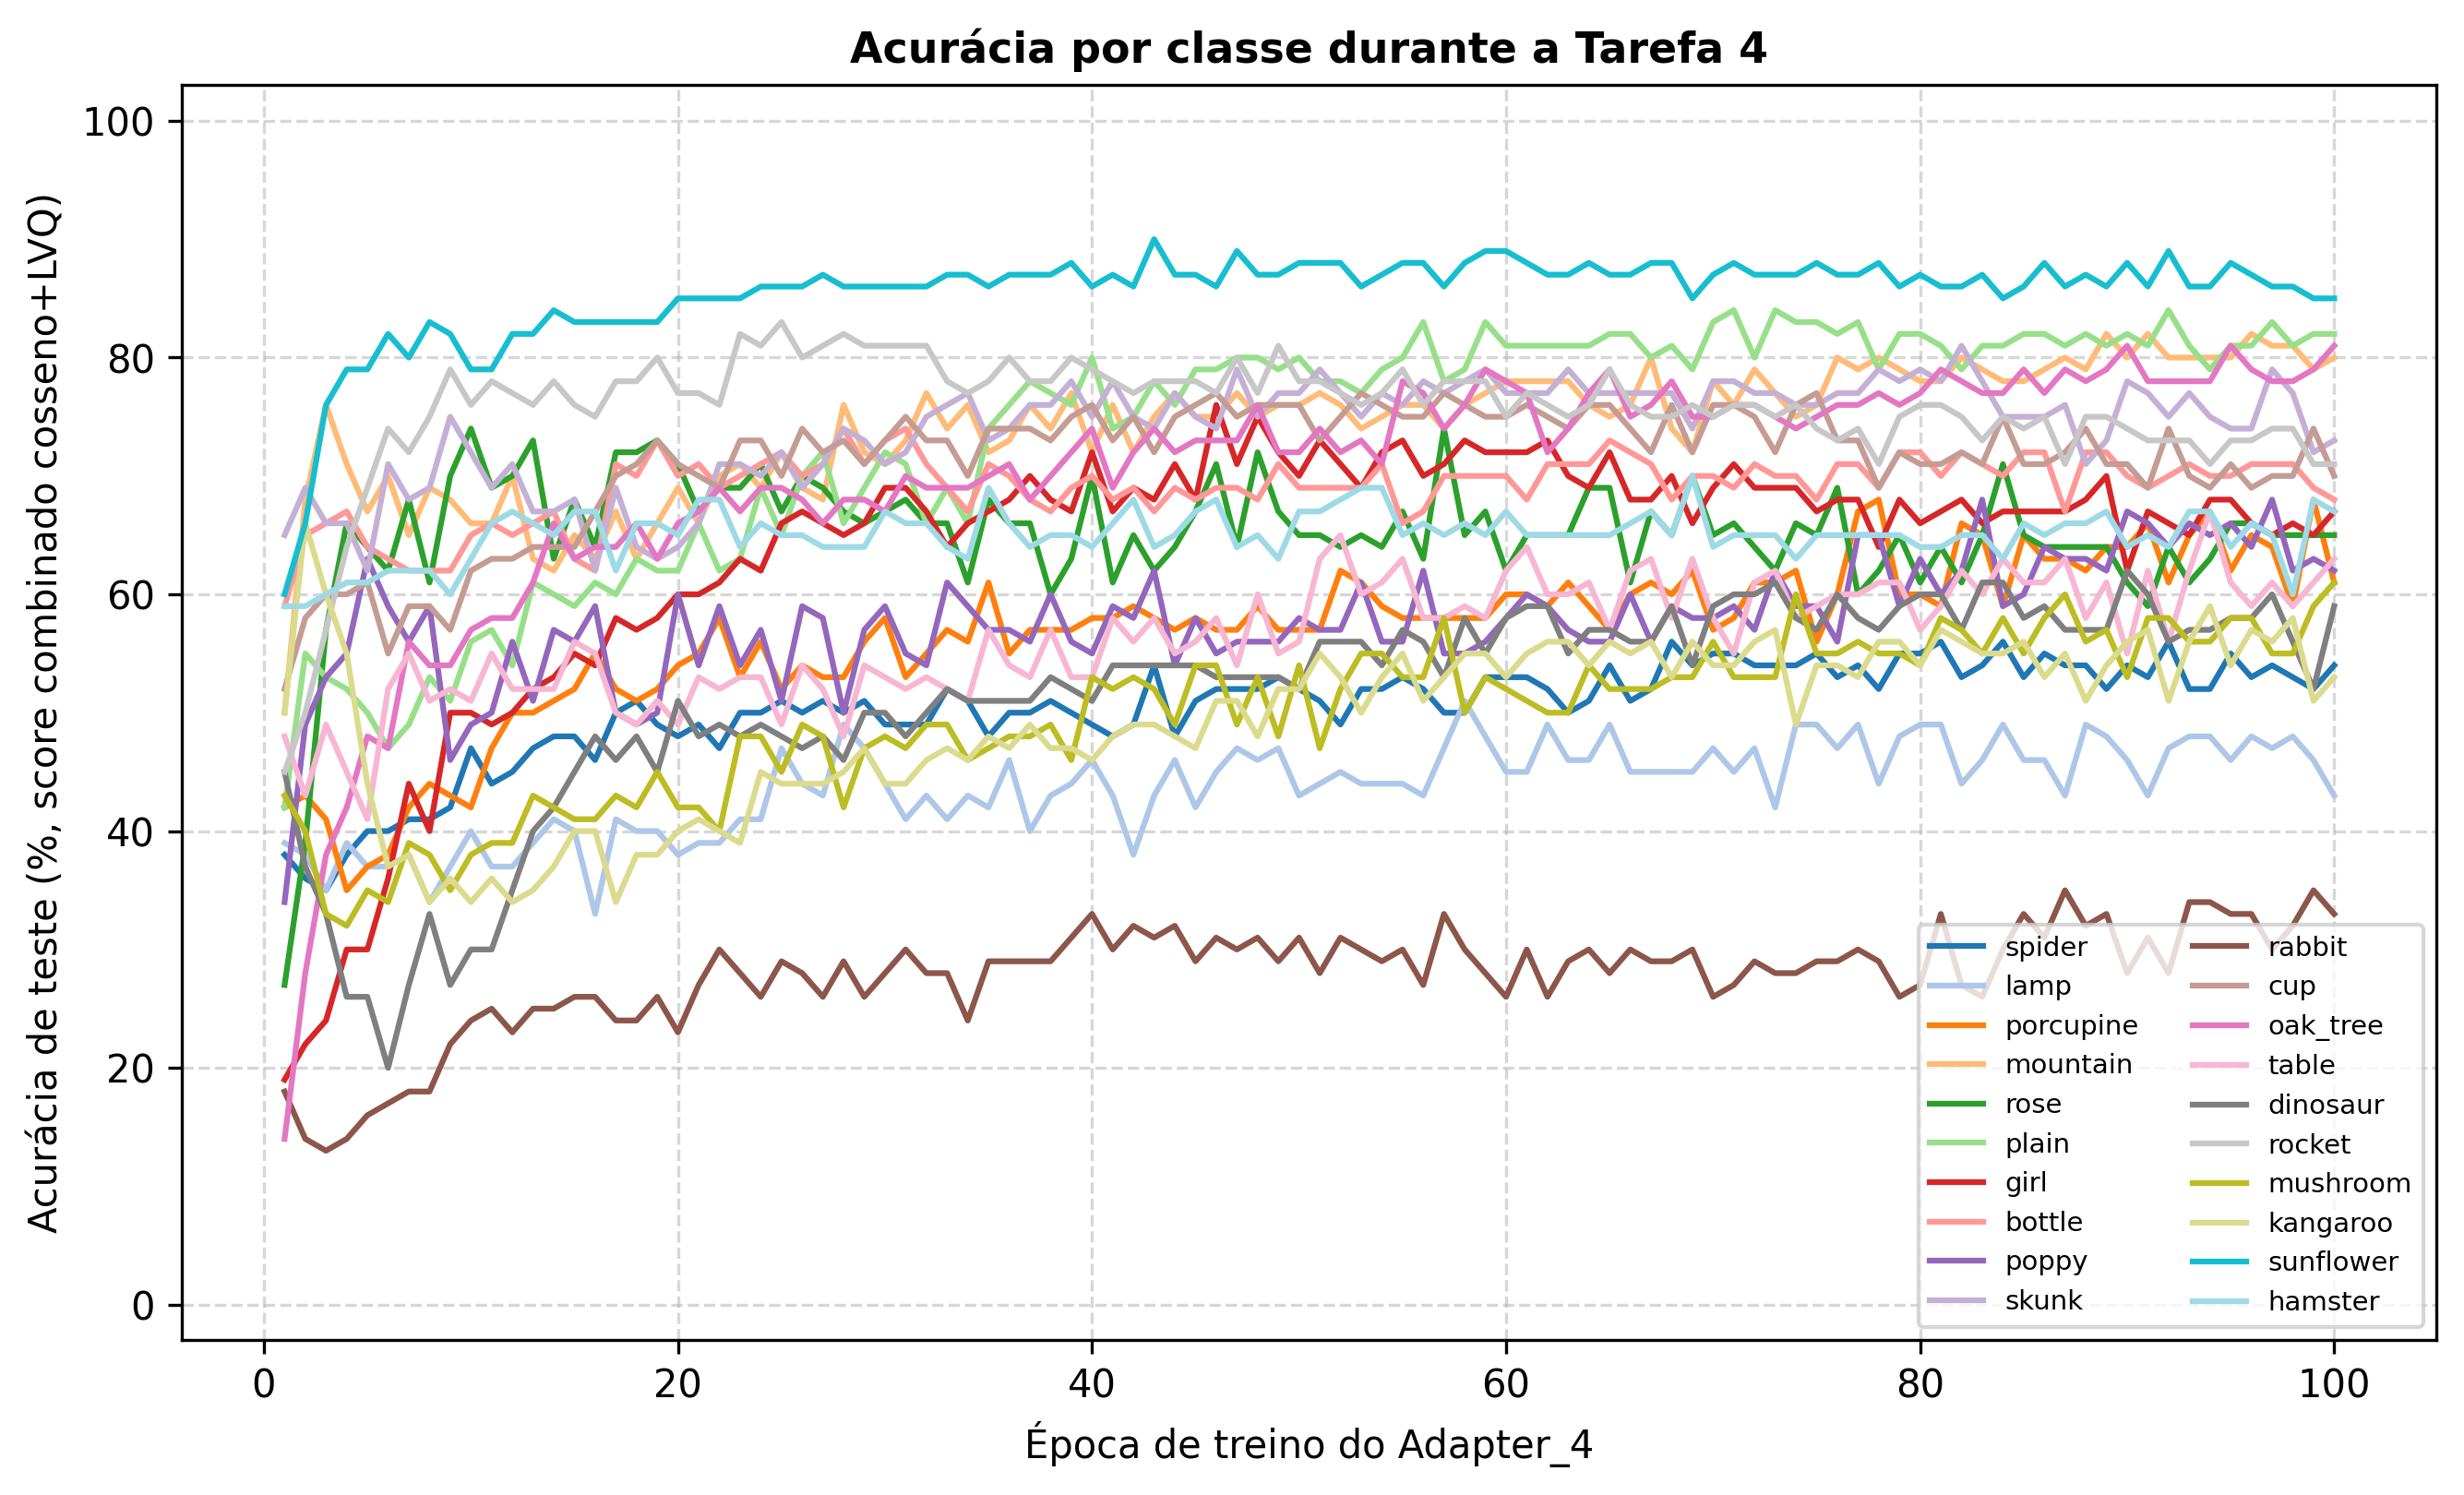 Acurácia por classe durante a Tarefa 4
Acurácia de teste (%, score combinado cosseno+LVQ)
100
80
60
40
20
0
0
20
40
60
80
100
Época de treino do Adapter_4
spider
lamp
porcupine
mountain
rose
plain
girl
bottle
poppy
skunk
rabbit
cup
oak_tree
table
dinosaur
rocket
mushroom
kangaroo
sunflower
hamster